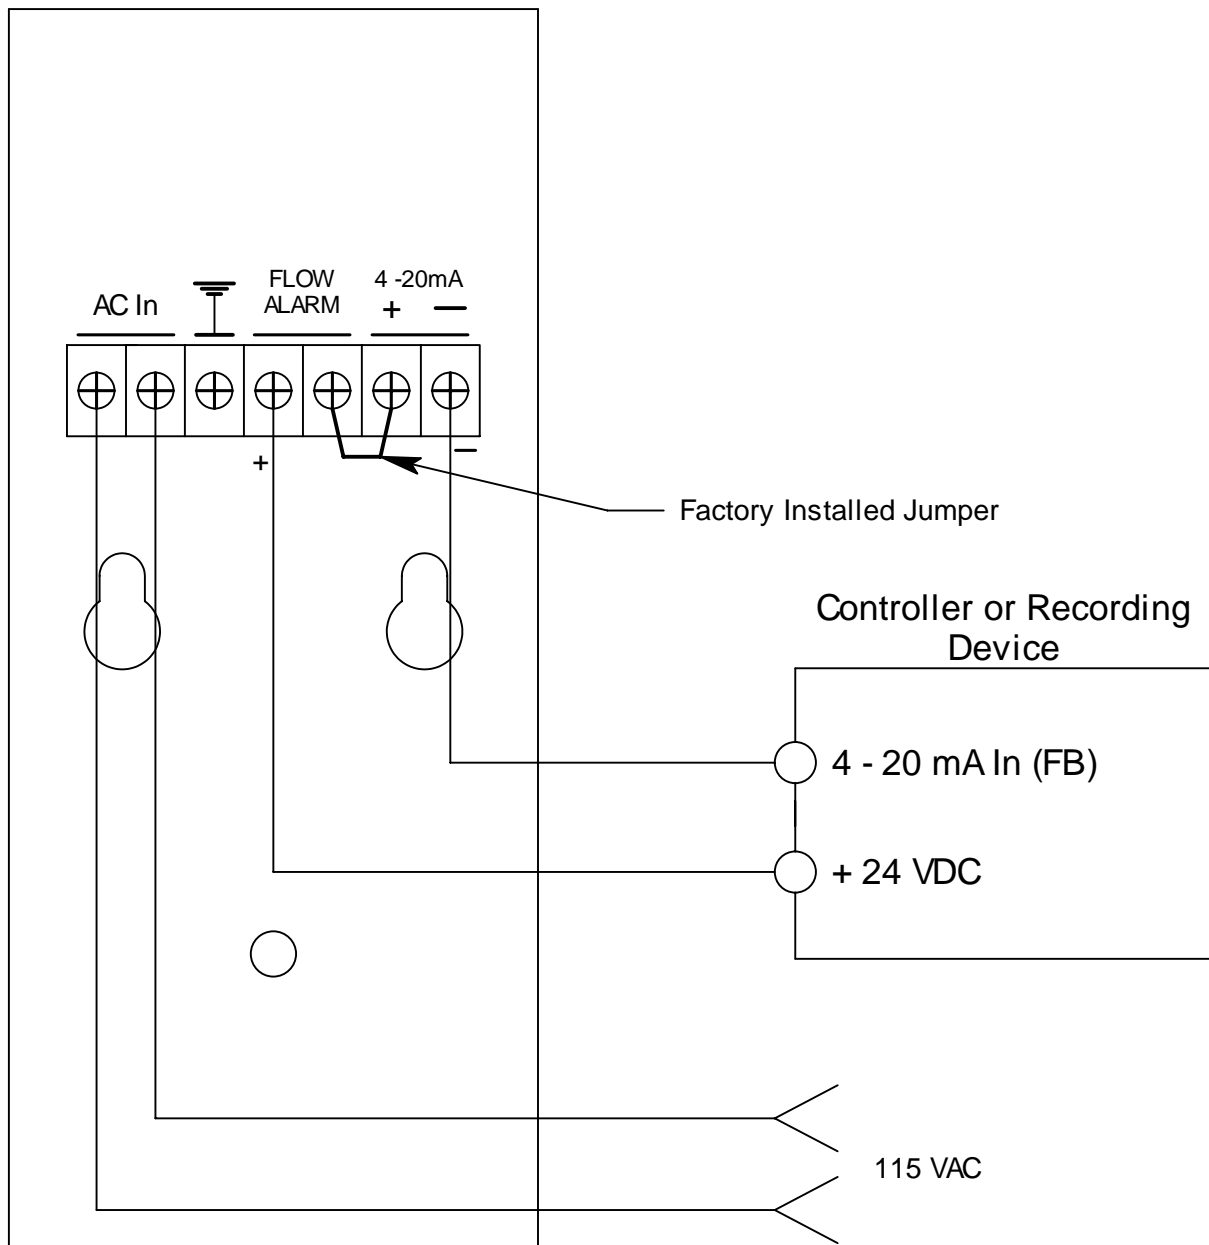 FLOW
ALARM
4 -20mA
AC In
+ —
+
—
Factory Installed Jumper
Controller or Recording
Device
4 - 20 mA In (FB)
+ 24 VDC
115 VAC